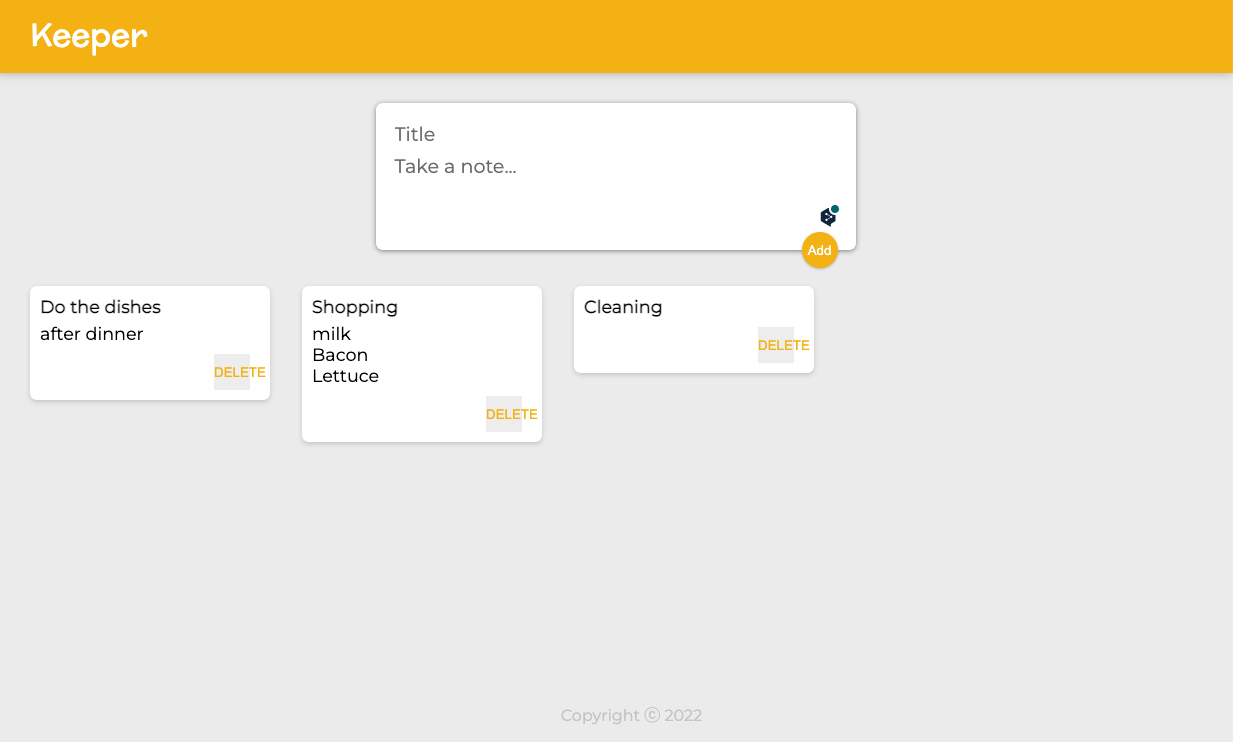 Keeper
Title
Take a note...
Add
Do the dishes
after dinner
DELETE
Shopping
milk
Bacon
Lettuce
DELETE
Cleaning
DELETE
Copyright ⓒ 2022